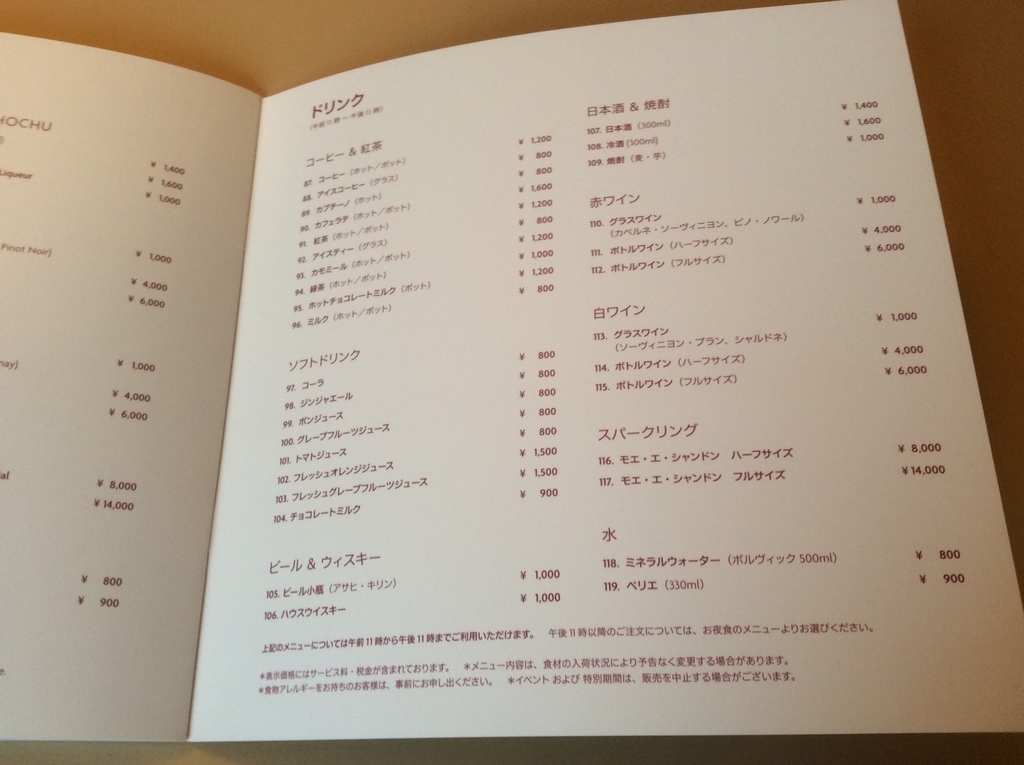 HOCHU
¥ 1,400
Liqueur
¥ 1,600
¥ 1,000
Pinot Noir)
¥ 1,000
¥ 4,000
¥ 6,000
nay)
¥ 1,000
¥ 4,000
¥ 6,000
al
¥ 8,000
¥ 14,000
¥ 800
¥ 900
ドリンク
(午前11時~午後11時)
コーヒー & 紅茶
87. コーヒー (ホット/ポット) ¥ 1,200
88. アイスコーヒー (グラス) ¥ 800
89. カプチーノ (ホット) ¥ 800
90. カフェラテ (ホット/ポット) ¥ 1,600
91. 紅茶 (ホット/ポット) ¥ 1,200
92. アイスティー (グラス) ¥ 800
93. カモミール (ホット/ポット) ¥ 1,200
94. 緑茶 (ホット/ポット) ¥ 1,000
95. ホットチョコレートミルク (ポット) ¥ 1,200
96. ミルク (ホット/ポット) ¥ 800
ソフトドリンク
97. コーラ ¥ 800
98. ジンジャエール ¥ 800
99. ポンジュース ¥ 800
100. グレープフルーツジュース ¥ 800
101. トマトジュース ¥ 800
102. フレッシュオレンジジュース ¥ 1,500
103. フレッシュグレープフルーツジュース ¥ 1,500
104. チョコレートミルク ¥ 900
ビール & ウィスキー
105. ビール小瓶 (アサヒ・キリン) ¥ 1,000
106. ハウスウイスキー ¥ 1,000
日本酒 & 焼酎
107. 日本酒 (300ml) ¥ 1,400
108. 冷酒 (300ml) ¥ 1,600
109. 焼酎 (麦・芋) ¥ 1,000
赤ワイン
110. グラスワイン ¥ 1,000
(カベルネ・ソーヴィニヨン、ピノ・ノワール)
111. ボトルワイン (ハーフサイズ) ¥ 4,000
112. ボトルワイン (フルサイズ) ¥ 6,000
白ワイン
113. グラスワイン ¥ 1,000
(ソーヴィニヨン・ブラン、シャルドネ)
114. ボトルワイン (ハーフサイズ) ¥ 4,000
115. ボトルワイン (フルサイズ) ¥ 6,000
スパークリング
116. モエ・エ・シャンドン ハーフサイズ ¥ 8,000
117. モエ・エ・シャンドン フルサイズ ¥ 14,000
水
118. ミネラルウォーター (ボルヴィック 500ml) ¥ 800
119. ペリエ (330ml) ¥ 900
上記のメニューについては午前11時から午後11時までご利用いただけます。 午後11時以降のご注文については、お夜食のメニューよりお選びください。
*表示価格にはサービス料・税金が含まれております。 *メニュー内容は、食材の入荷状況により予告なく変更する場合があります。
*食物アレルギーをお持ちのお客様は、事前にお申し出ください。 *イベント および 特別期間は、販売を中止する場合がございます。